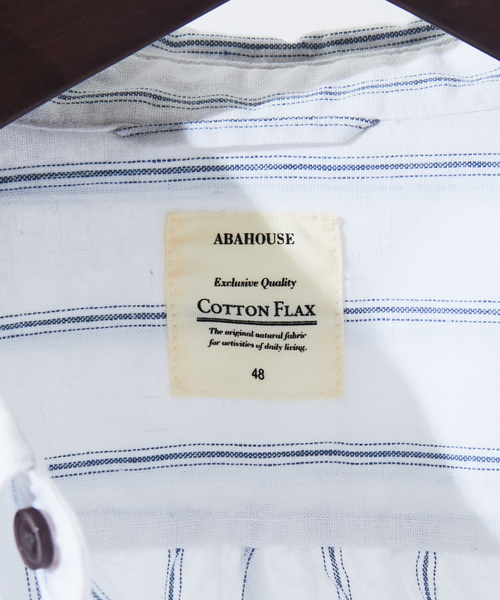 ABAHOUSE
Exclusive Quality
COTTON FLAX
The original natural fabric
for activities of daily living.
48